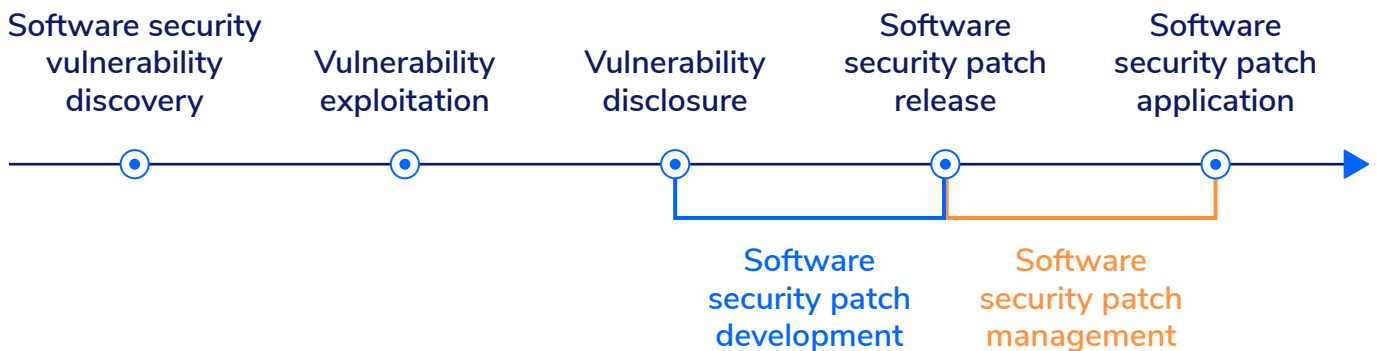 Software security
vulnerability
discovery
Vulnerability
exploitation
Vulnerability
disclosure
Software
security patch
release
Software
security patch
application
Software
security patch
development
Software
security patch
management